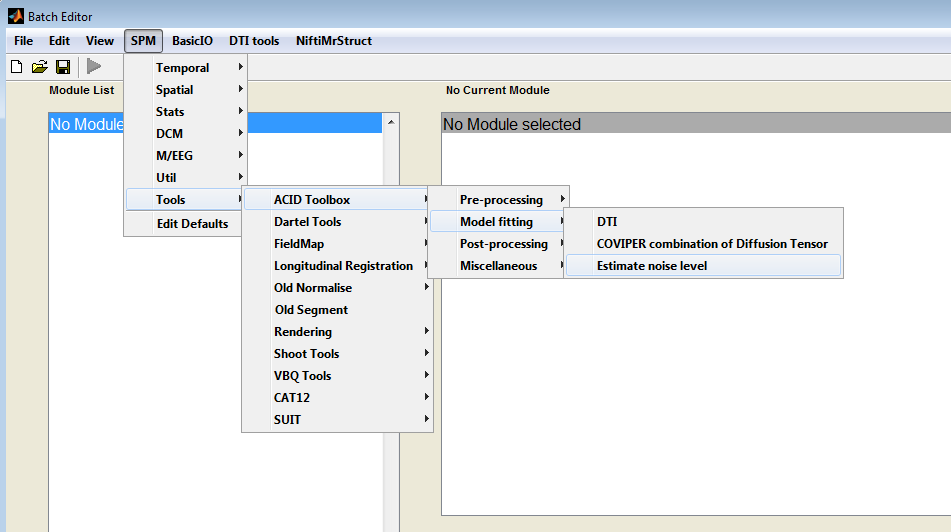 Batch Editor
File Edit View SPM BasicIO DTI tools NiftiMrStruct
Module List
No Current Module
No Module
No Module selected
Temporal
Spatial
Stats
DCM
M/EEG
Util
Tools
Edit Defaults
ACID Toolbox
Dartel Tools
FieldMap
Longitudinal Registration
Old Normalise
Old Segment
Rendering
Shoot Tools
VBQ Tools
CAT12
SUIT
Pre-processing
Model fitting
Post-processing
Miscellaneous
DTI
COVIPER combination of Diffusion Tensor
Estimate noise level